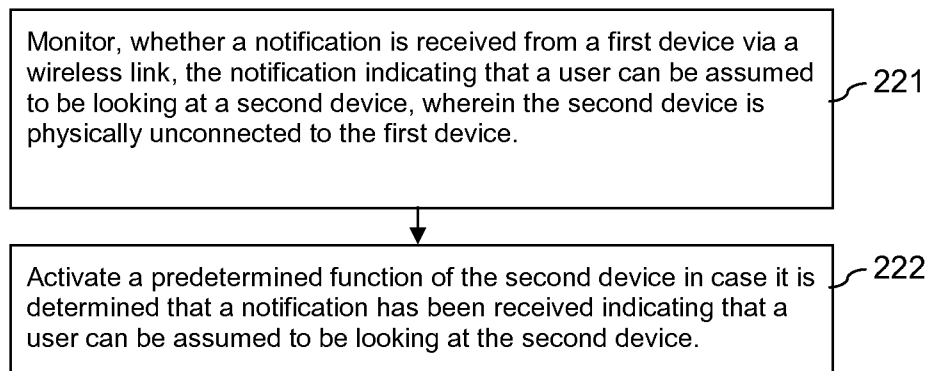 Monitor, whether a notification is received from a first device via a
wireless link, the notification indicating that a user can be assumed
to be looking at a second device, wherein the second device is
physically unconnected to the first device.
221
Activate a predetermined function of the second device in case it is
determined that a notification has been received indicating that a
user can be assumed to be looking at the second device.
222